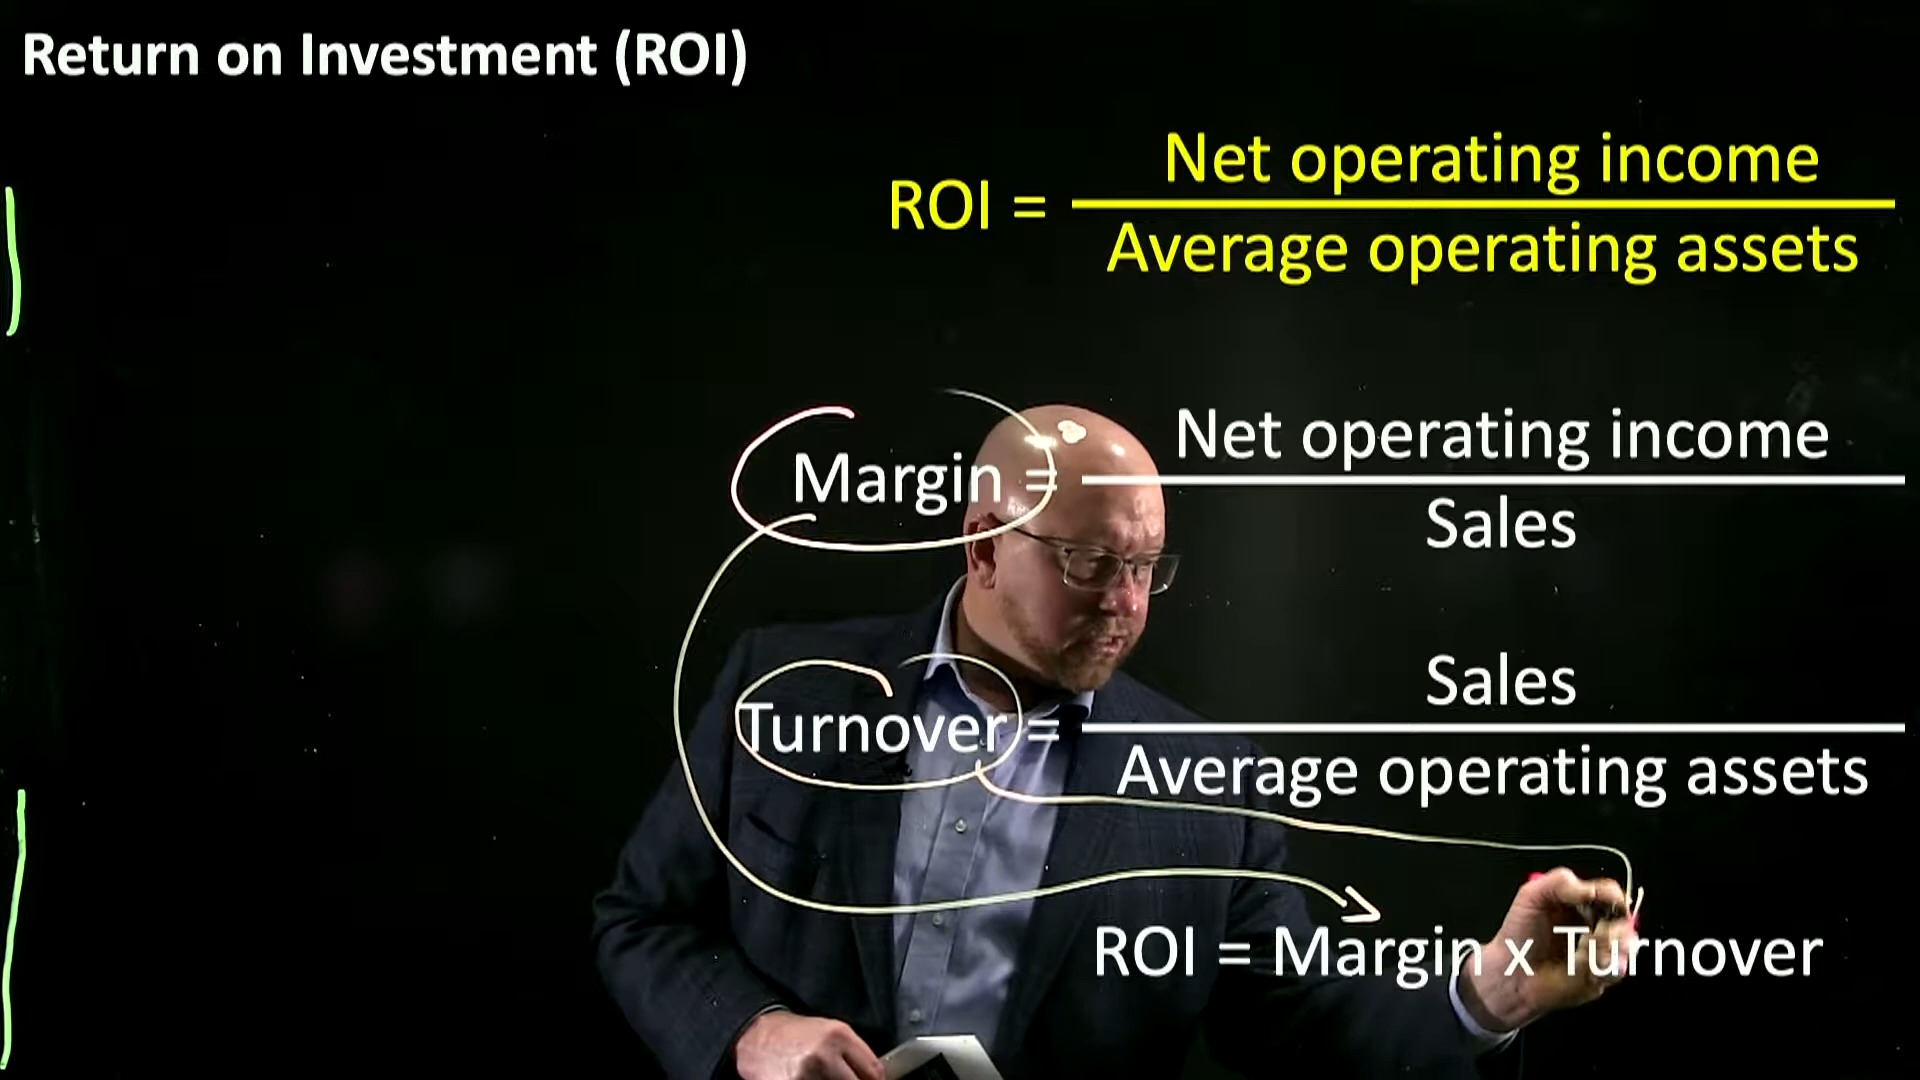 Return on Investment (ROI)
Net operating income
ROI =
Average operating assets
Net operating income
Margin =
Sales
Sales
Turnover =
Average operating assets
ROI = Margin x Turnover